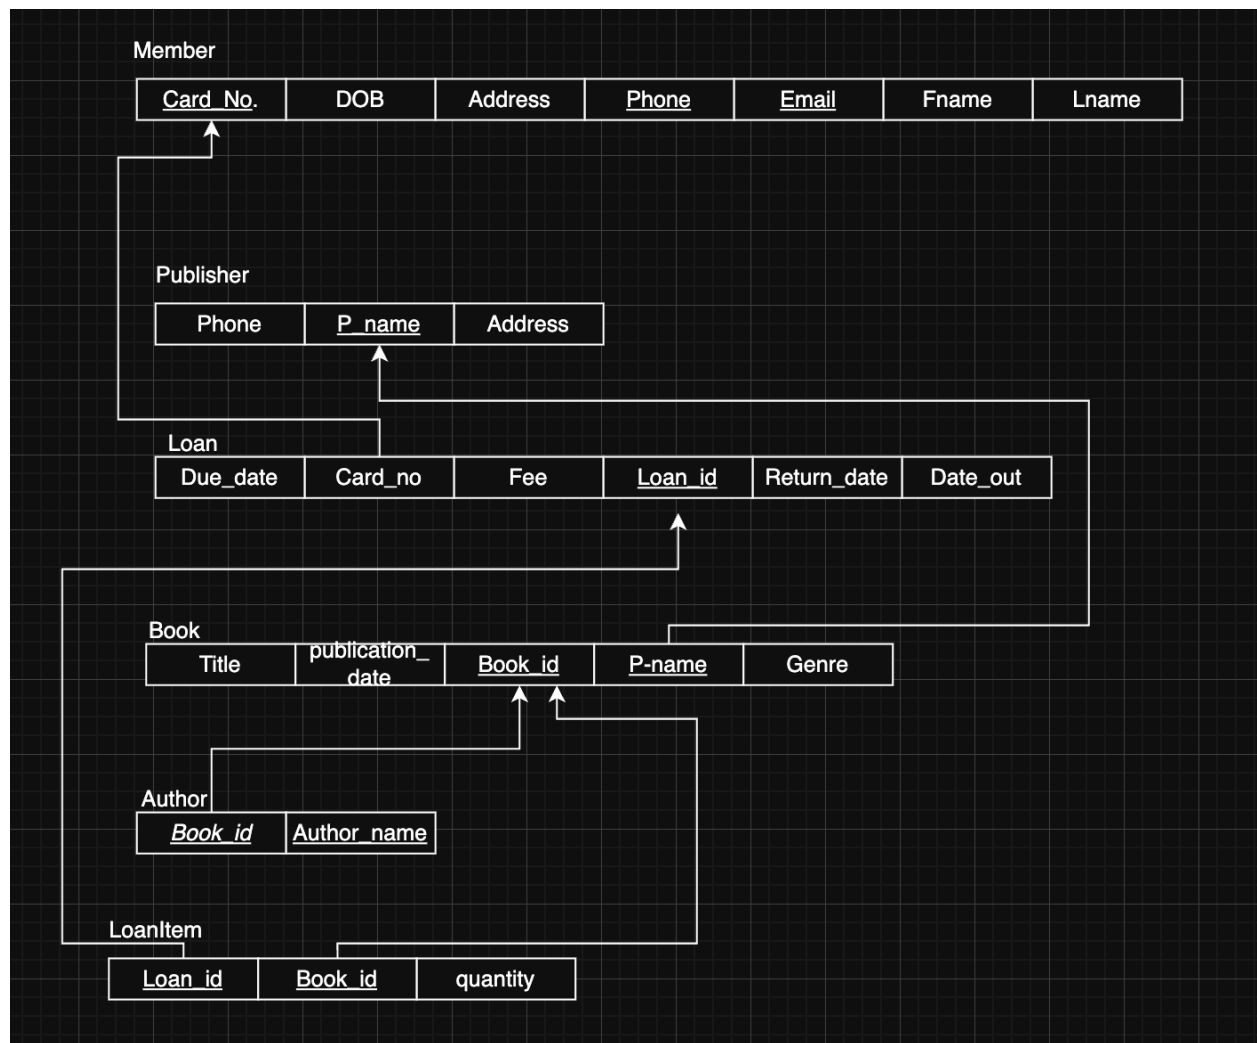 Member
Card_No. DOB Address Phone Email Fname Lname
Publisher
Phone P_name Address
Loan
Due_date Card_no Fee Loan_id Return_date Date_out
Book
Title publication_
date Book_id P-name Genre
Author
Book_id Author_name
LoanItem
Loan_id Book_id quantity